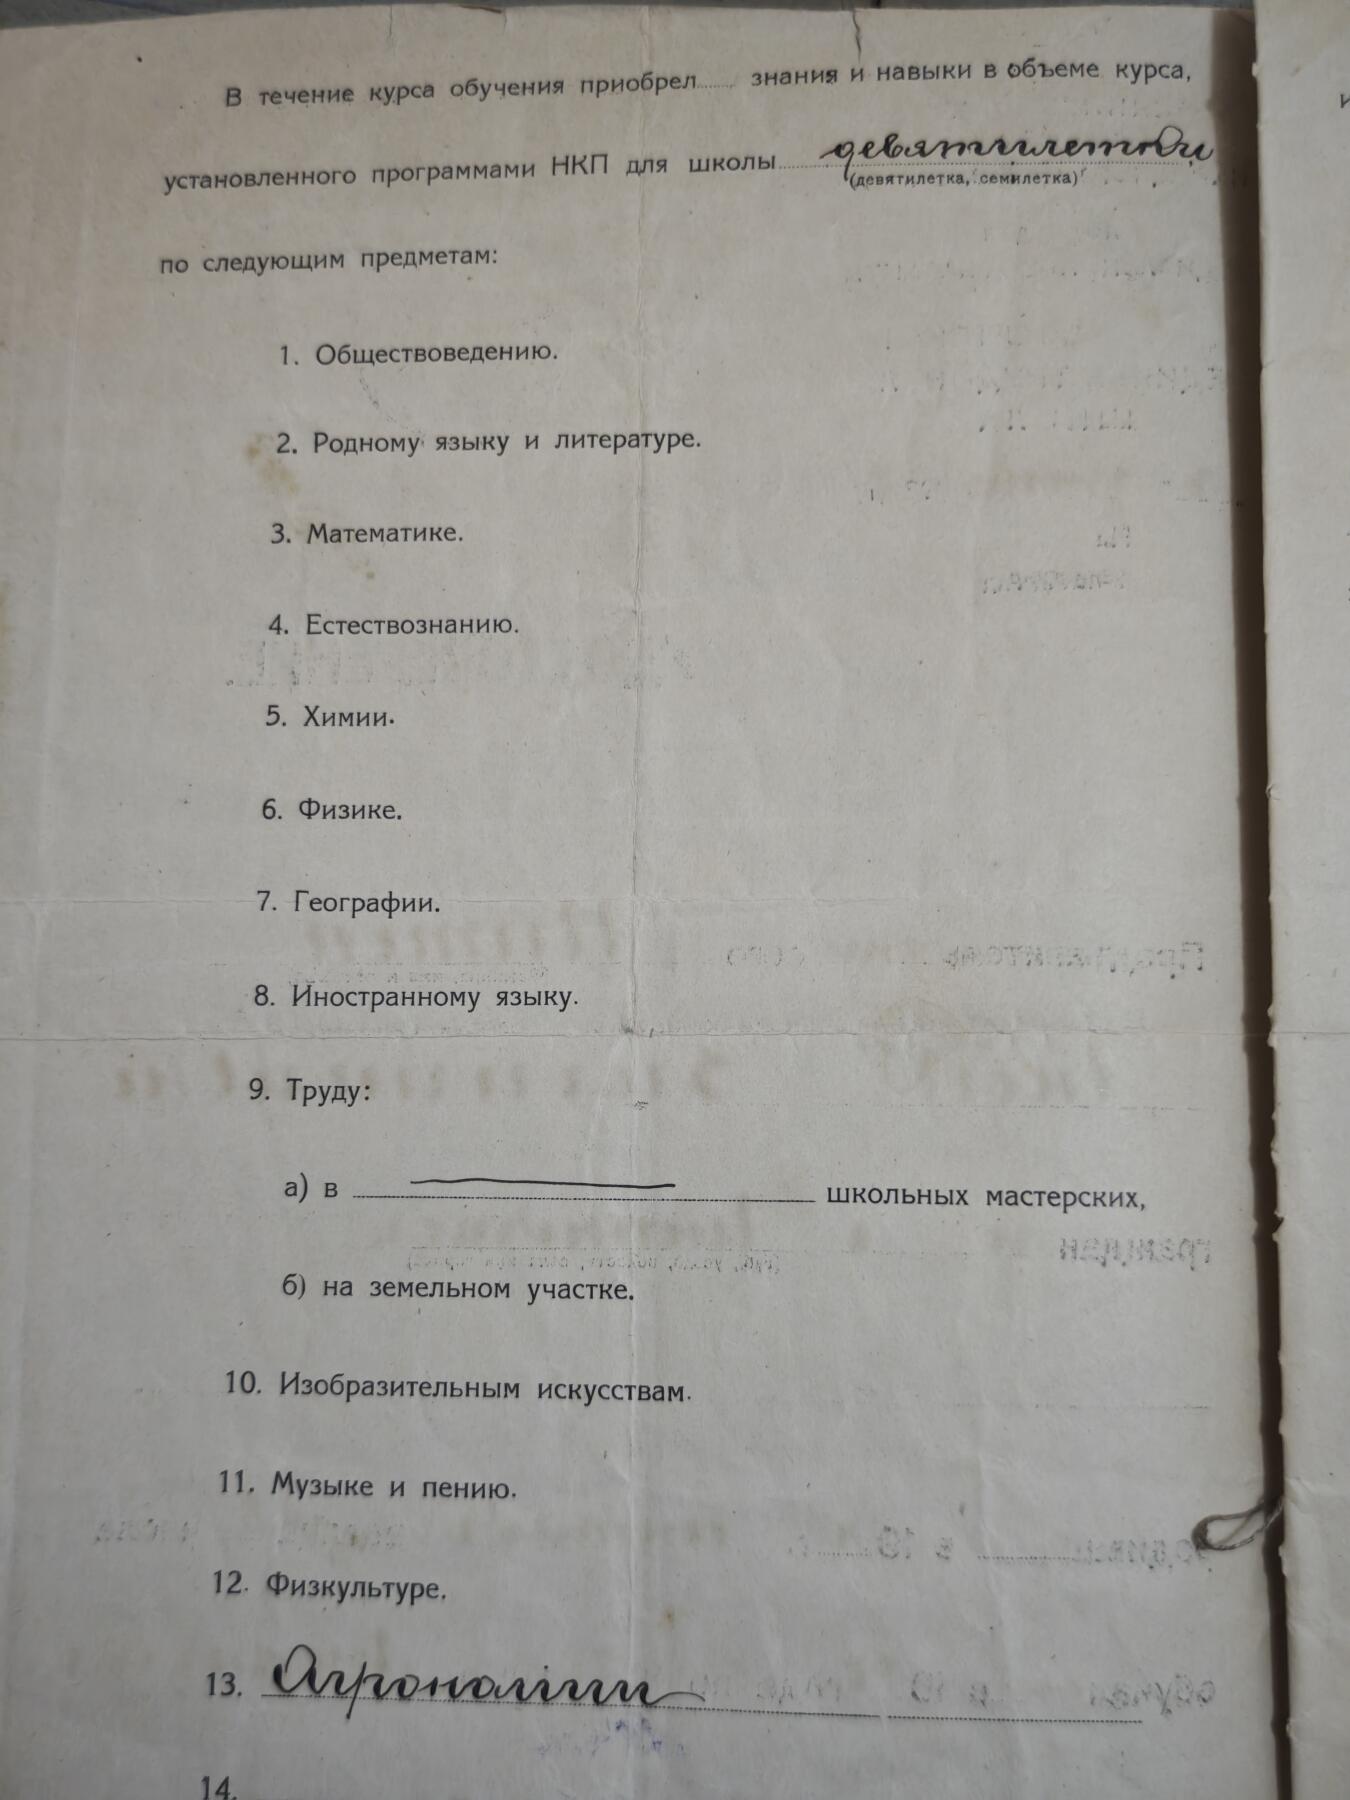 В течение курса обучения приобрел...... знания и навыки в объеме курса,
установленного программами НКП для школы девятилетки
(девятилетка, семилетка)
по следующим предметам:
1. Обществоведению.
2. Родному языку и литературе.
3. Математике.
4. Естествознанию.
5. Химии.
6. Физике.
7. Географии.
8. Иностранному языку.
9. Труду:
а) в — школьных мастерских,
б) на земельном участке.
10. Изобразительным искусствам.
11. Музыке и пению.
12. Физкультуре.
13. Агрономии
14.